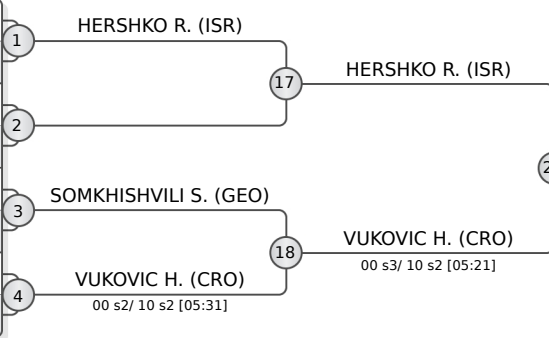 HERSHKO R. (ISR)
1
17
HERSHKO R. (ISR)
2
2
SOMKHISHVILI S. (GEO)
3
18
VUKOVIC H. (CRO)
00 s3/ 10 s2 [05:21]
VUKOVIC H. (CRO)
4
00 s2/ 10 s2 [05:31]